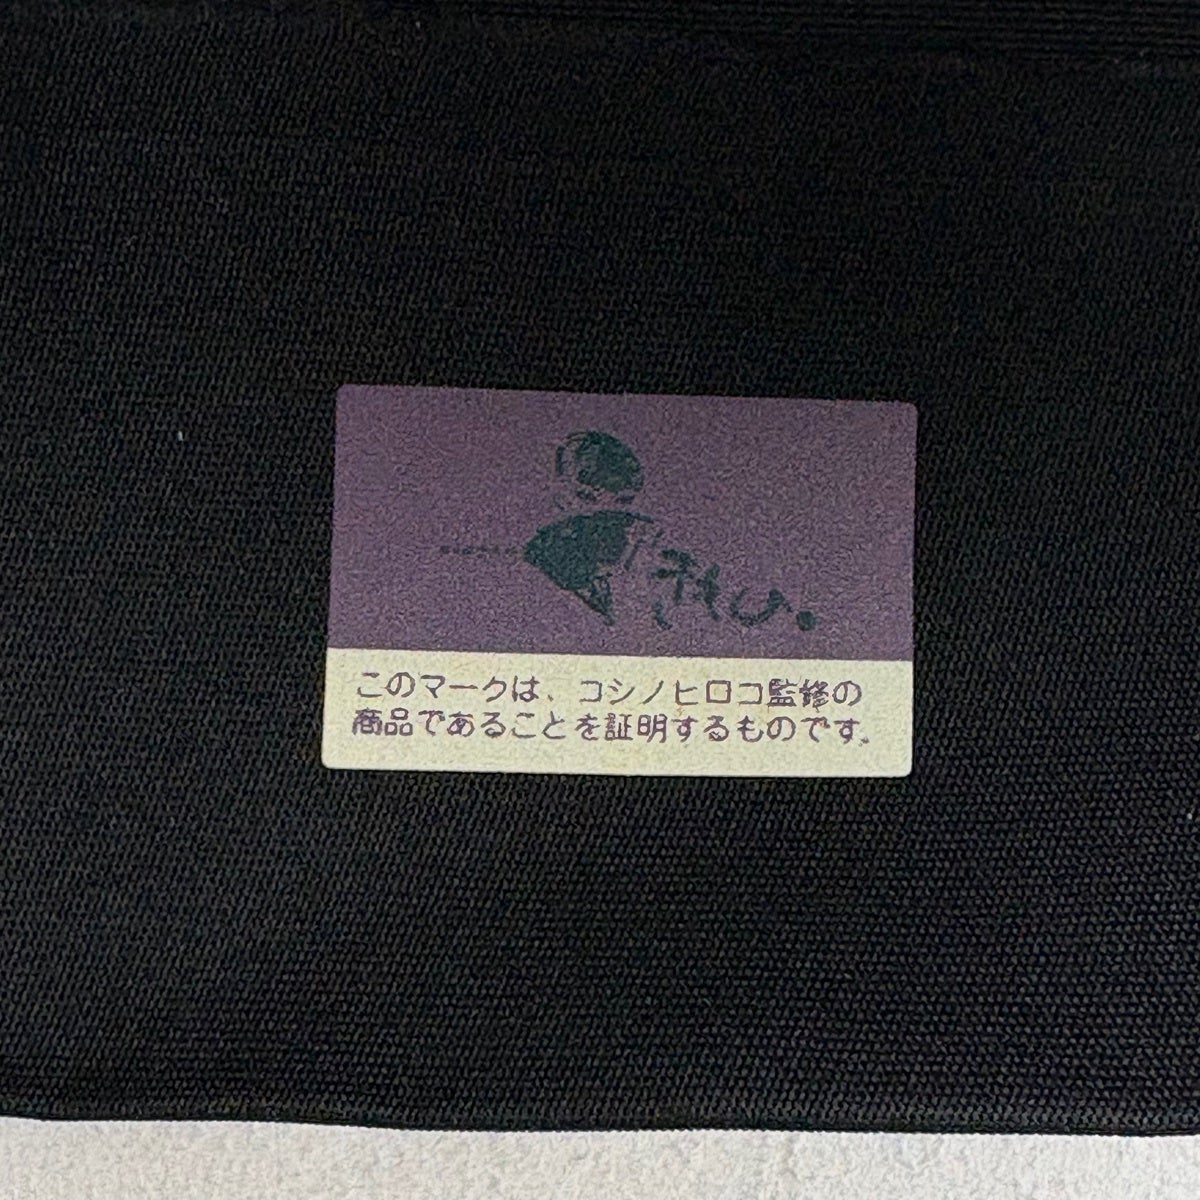 このマークは、コシノヒロコ監修の
商品であることを証明するものです。